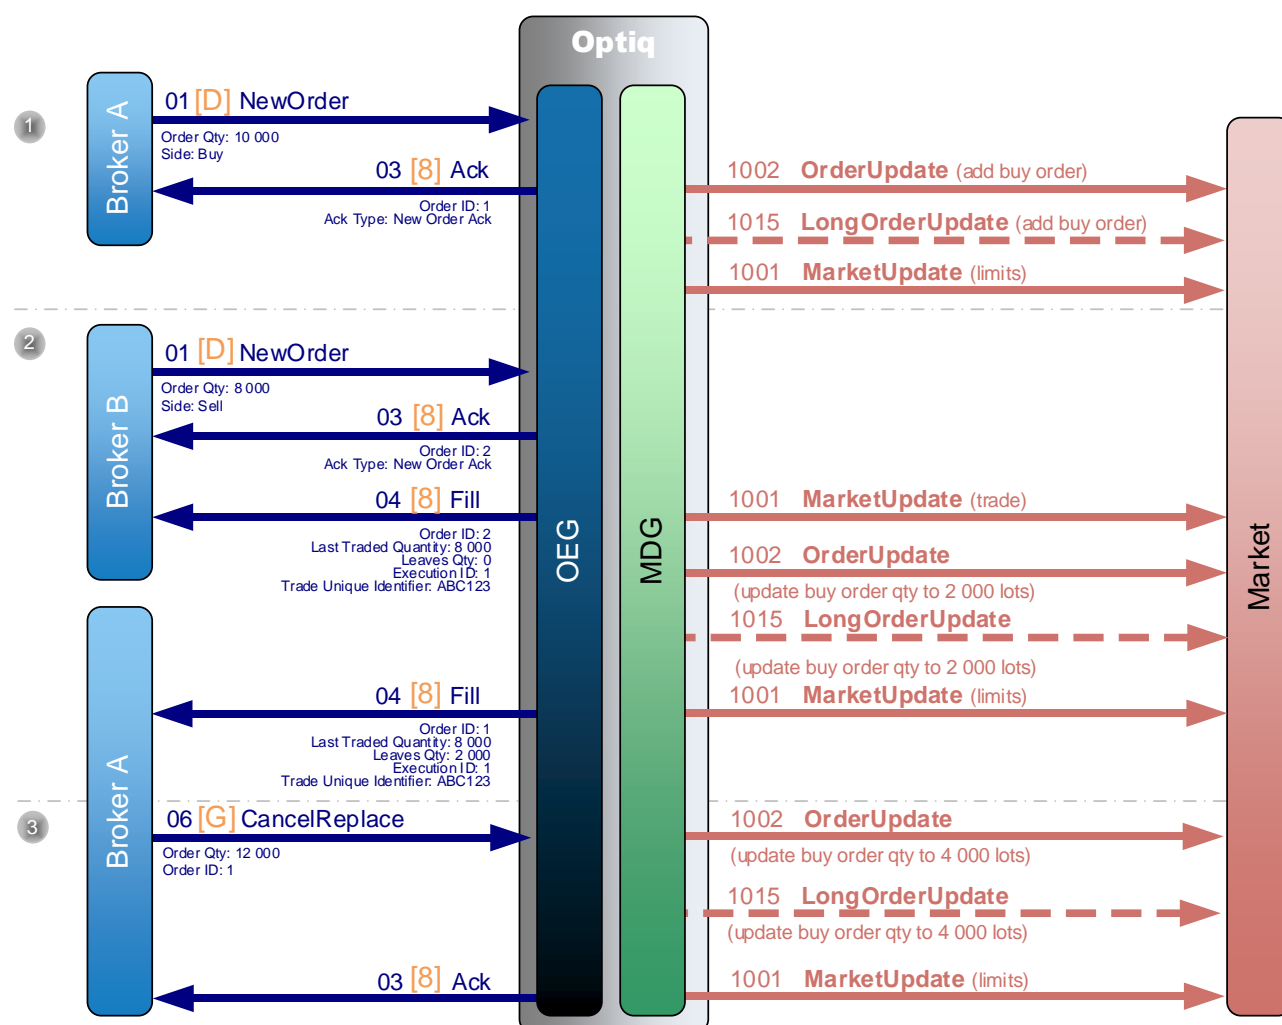 Optiq
1
Broker A
01 [D] NewOrder
Order Qty: 10 000
Side: Buy
03 [8] Ack
Order ID: 1
Ack Type: New Order Ack
1002 OrderUpdate (add buy order)
1015 LongOrderUpdate (add buy order)
1001 MarketUpdate (limits)
2
Broker B
01 [D] NewOrder
Order Qty: 8 000
Side: Sell
03 [8] Ack
Order ID: 2
Ack Type: New Order Ack
04 [8] Fill
Order ID: 2
Last Traded Quantity: 8 000
Leaves Qty: 0
Execution ID: 1
Trade Unique Identifier: ABC123
OEG
MDG
1001 MarketUpdate (trade)
1002 OrderUpdate
(update buy order qty to 2 000 lots)
1015 LongOrderUpdate
(update buy order qty to 2 000 lots)
1001 MarketUpdate (limits)
Market
Broker A
04 [8] Fill
Order ID: 1
Last Traded Quantity: 8 000
Leaves Qty: 2 000
Execution ID: 1
Trade Unique Identifier: ABC123
3
06 [G] CancelReplace
Order Qty: 12 000
Order ID: 1
1002 OrderUpdate
(update buy order qty to 4 000 lots)
1015 LongOrderUpdate
(update buy order qty to 4 000 lots)
03 [8] Ack
1001 MarketUpdate (limits)